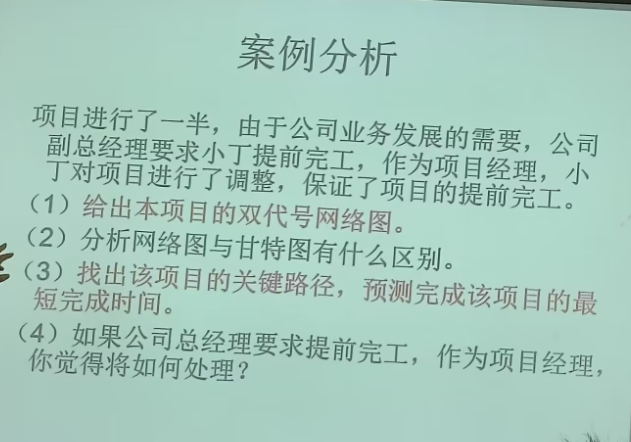 案例分析
项目进行了一半，由于公司业务发展的需要，公司
副总经理要求小丁提前完工，作为项目经理，小
丁对项目进行了调整，保证了项目的提前完工。
（1）给出本项目的双代号网络图。
（2）分析网络图与甘特图有什么区别。
（3）找出该项目的关键路径，预测完成该项目的最
短完成时间。
（4）如果公司总经理要求提前完工，作为项目经理，
你觉得将如何处理？